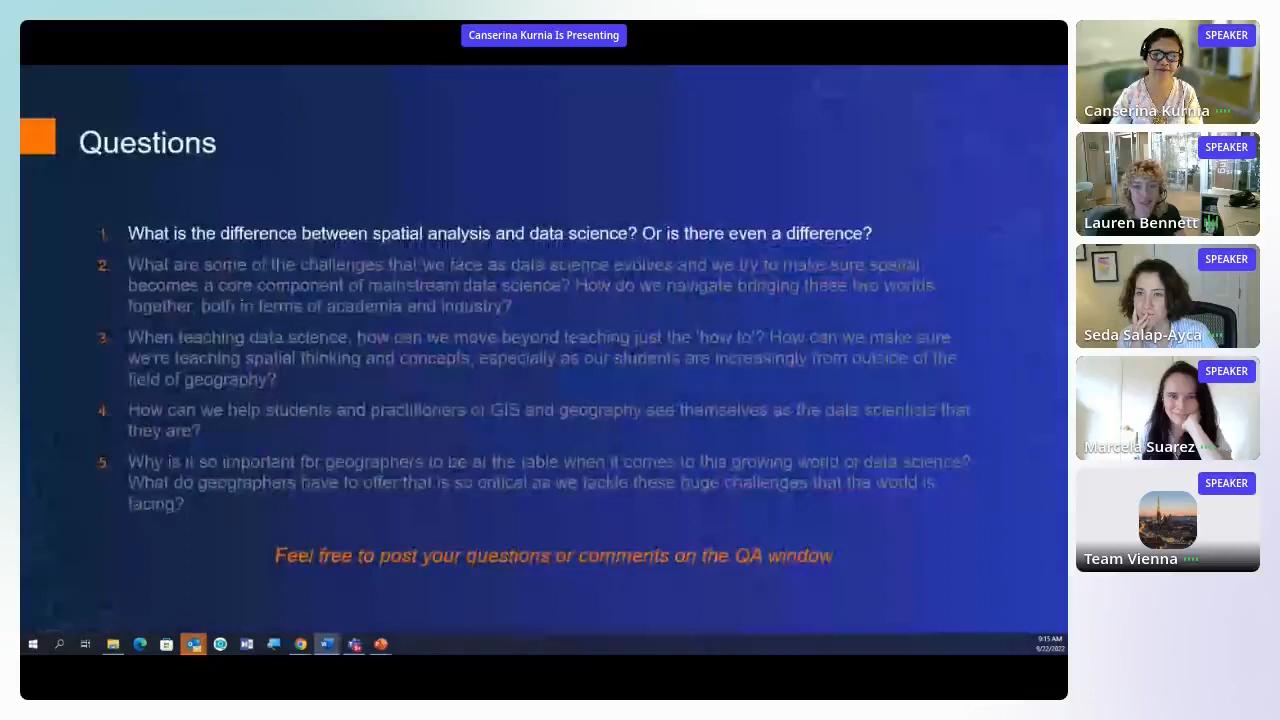 Canserina Kurnia Is Presenting
Questions
1. What is the difference between spatial analysis and data science? Or is there even a difference?
2. What are some of the challenges that we face as data science evolves and we try to make sure spatial
becomes a core component of mainstream data science? How do we navigate bringing these two worlds
together, both in terms of academia and industry?
3. When teaching data science, how can we move beyond teaching just the 'how to'? How can we make sure
we're teaching spatial thinking and concepts, especially as our students are increasingly from outside of the
field of geography?
4. How can we help students and practitioners of GIS and geography see themselves as the data scientists that
they are?
5. Why is it so important for geographers to be at the table when it comes to this growing world of data science?
What do geographers have to offer that is so critical as we tackle these huge challenges that the world is
facing?
Feel free to post your questions or comments on the QA window
9:15 AM
9/22/2022
SPEAKER
Canserina Kurnia
SPEAKER
Lauren Bennett
SPEAKER
Seda Salap-Ayca
SPEAKER
Marcela Suarez
SPEAKER
Team Vienna